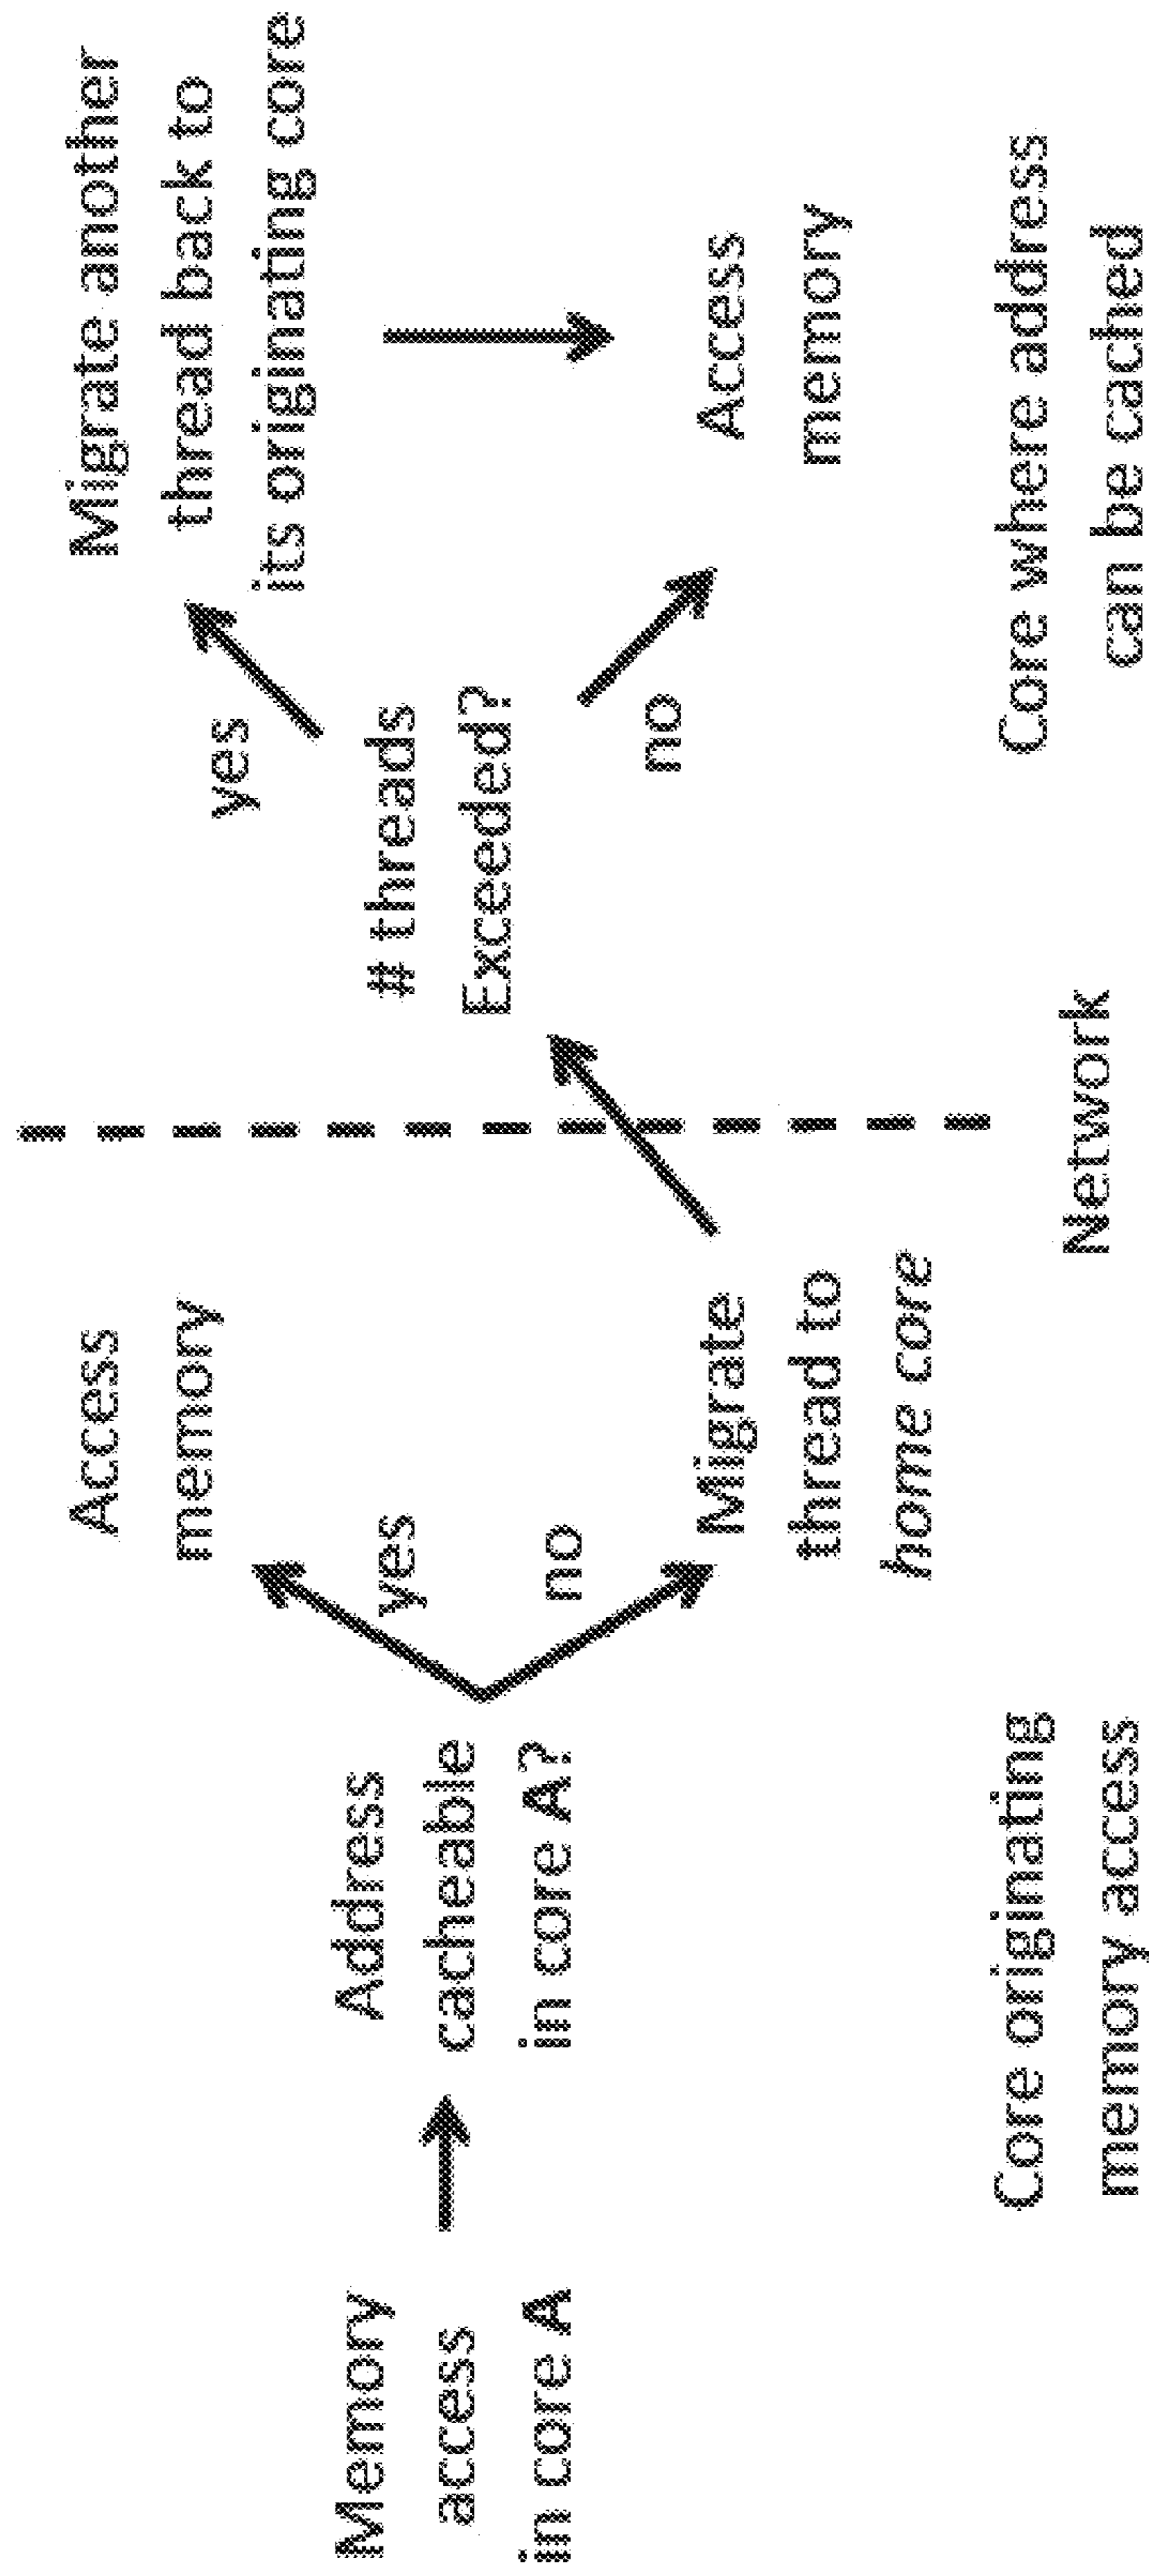 Memory
access
in core A
Address
cacheable
in core A?
yes
no
Access
memory
Migrate
thread to
home core
# threads
Exceeded?
yes
no
Migrate another
thread back to
its originating core
Access
memory
Core originating
memory access
Network
Core where address
can be cached